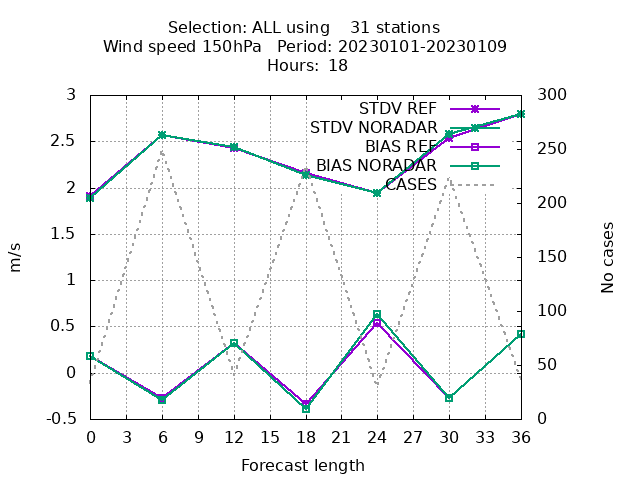 Selection: ALL using    31 stations
Wind speed 150hPa   Period: 20230101-20230109
Hours:  18
3
2.5
2
1.5
1
0.5
0
-0.5
m/s
STDV REF
STDV NORADAR
BIAS REF
BIAS NORADAR
CASES
300
250
200
150
100
50
0
No cases
0 3 6 9 12 15 18 21 24 27 30 33 36
Forecast length